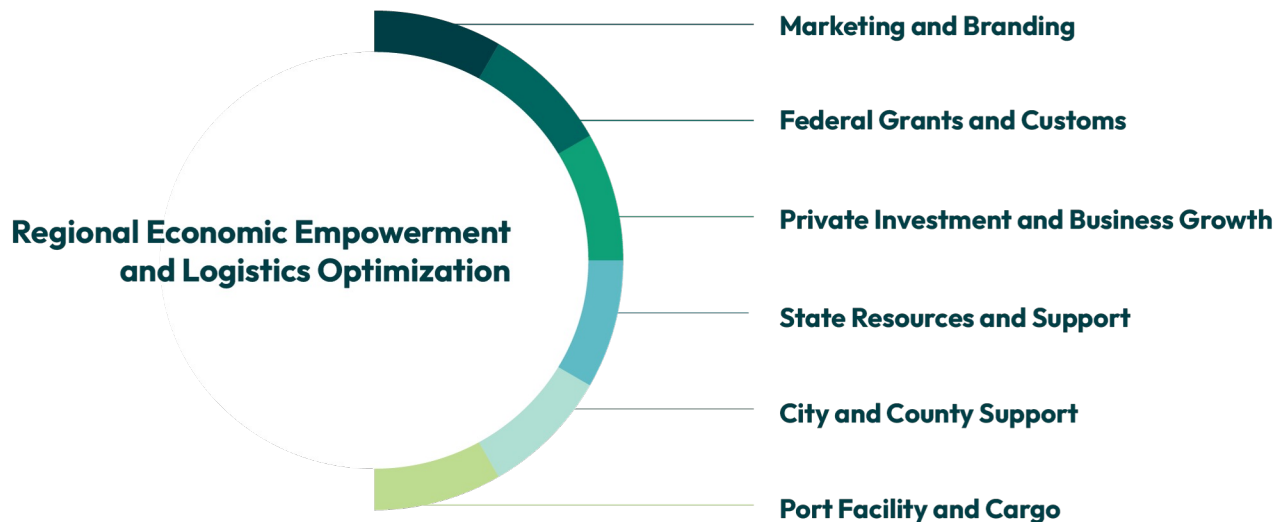 Marketing and Branding
Federal Grants and Customs
Private Investment and Business Growth
Regional Economic Empowerment
and Logistics Optimization
State Resources and Support
City and County Support
Port Facility and Cargo